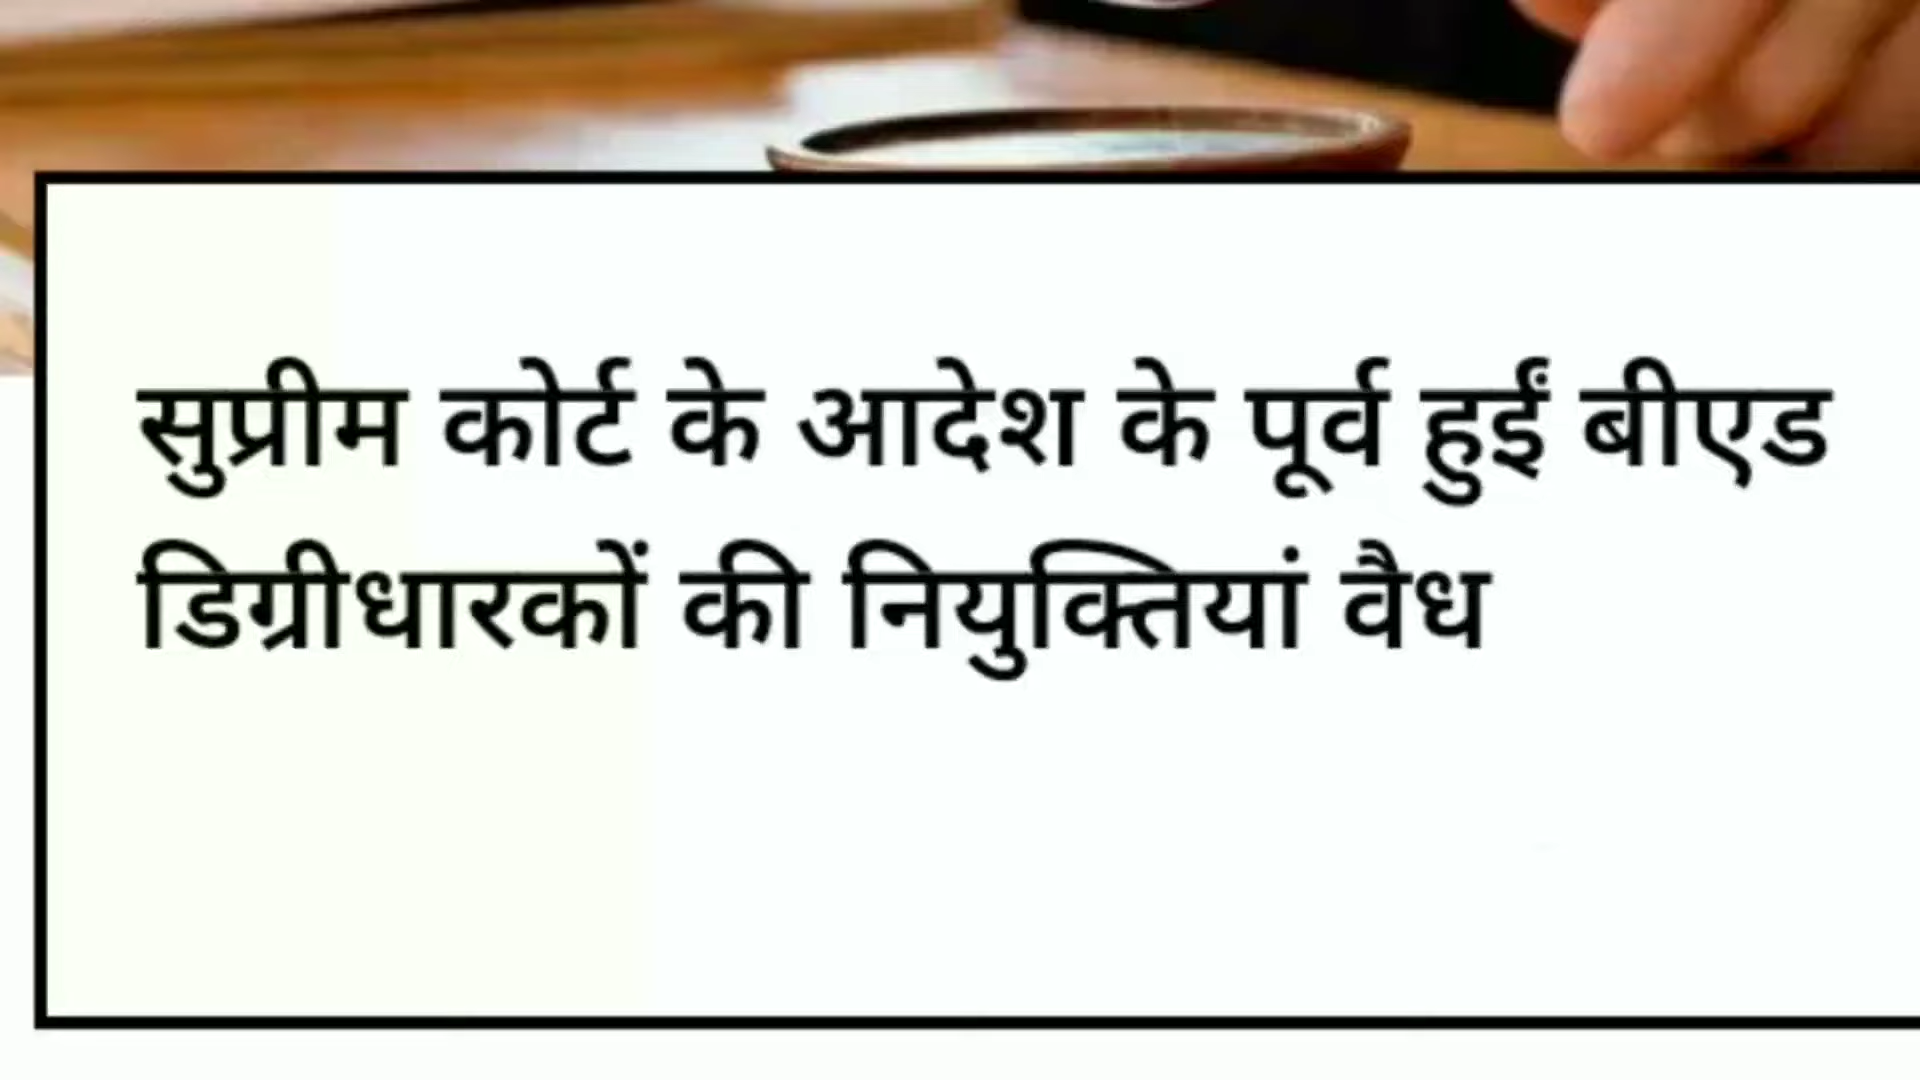 सुप्रीम कोर्ट के आदेश के पूर्व हुईं बीएड
डिग्रीधारकों की नियुक्तियां वैध